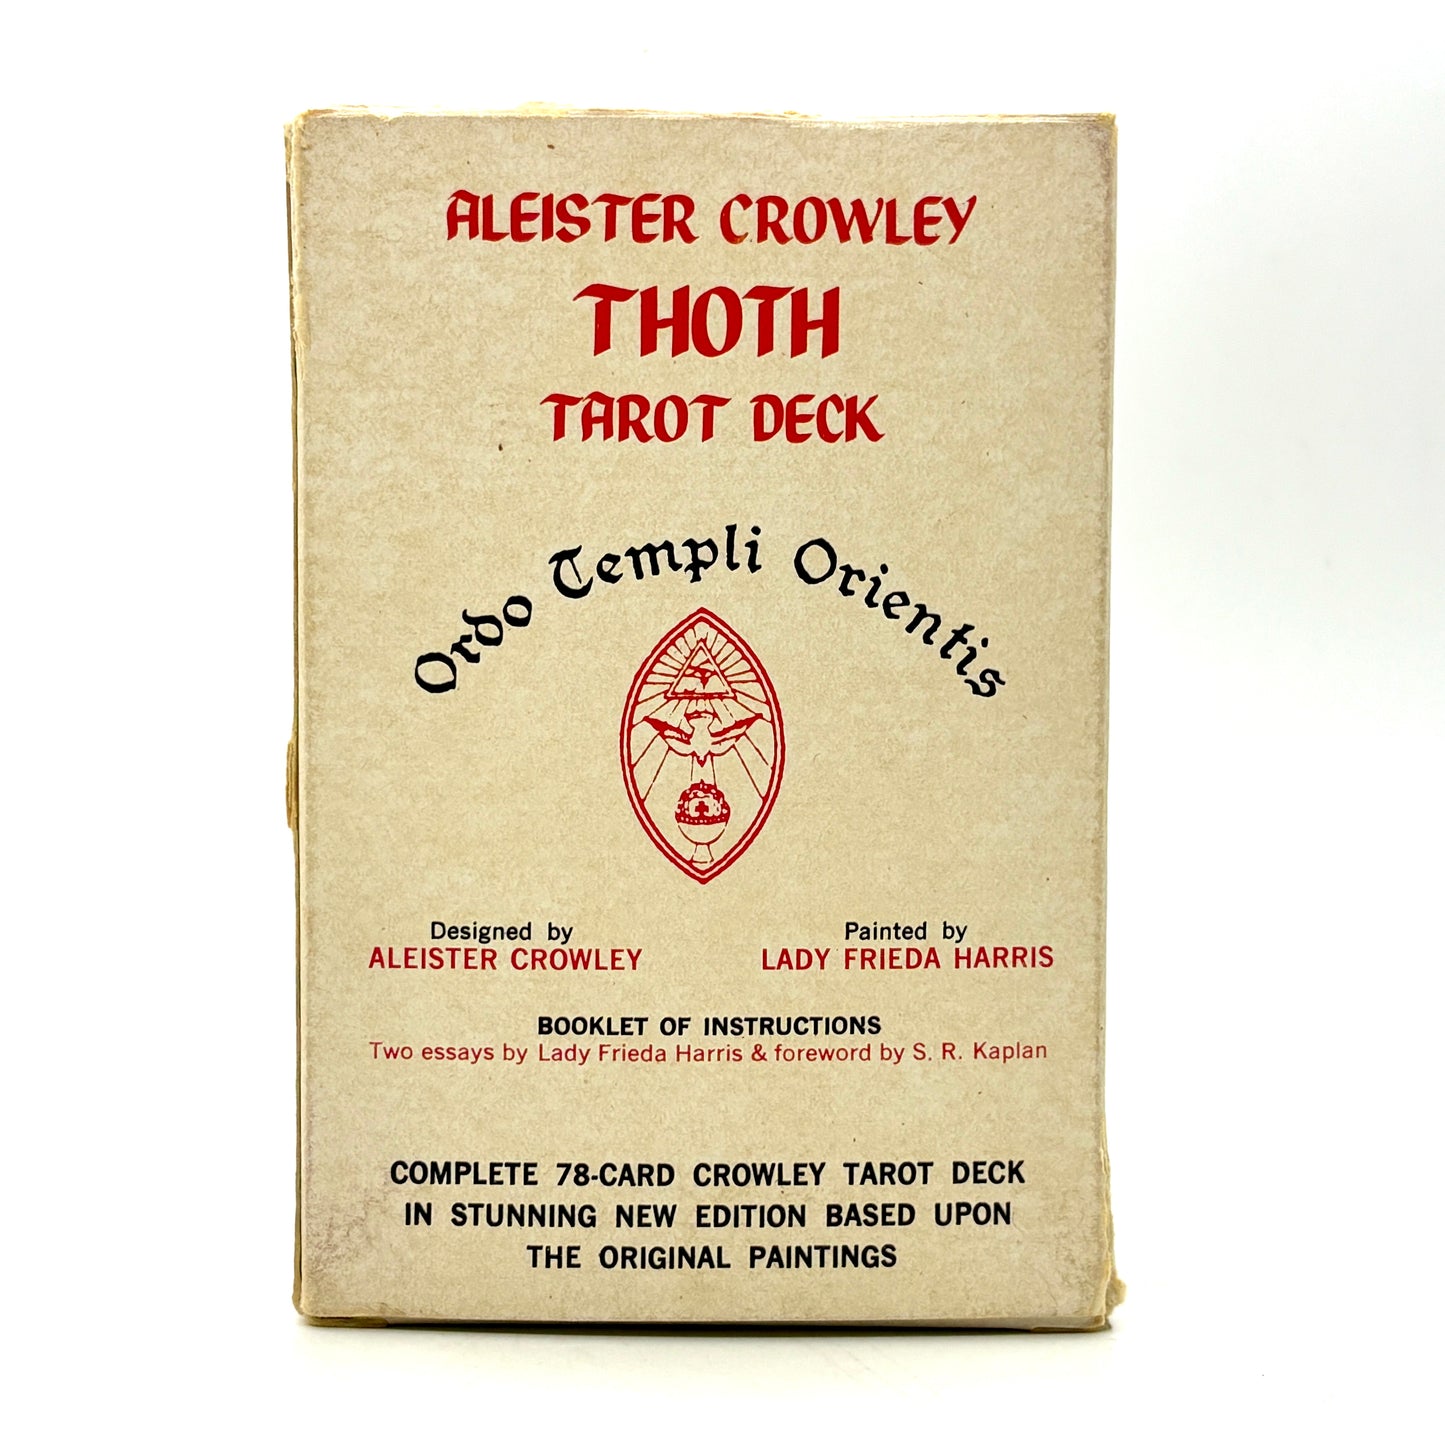 ALEISTER CROWLEY
THOTH
TAROT DECK
Ordo Templi Orientis
Designed by
ALEISTER CROWLEY
Painted by
LADY FRIEDA HARRIS
BOOKLET OF INSTRUCTIONS
Two essays by Lady Frieda Harris & foreword by S. R. Kaplan
COMPLETE 78-CARD CROWLEY TAROT DECK
IN STUNNING NEW EDITION BASED UPON
THE ORIGINAL PAINTINGS